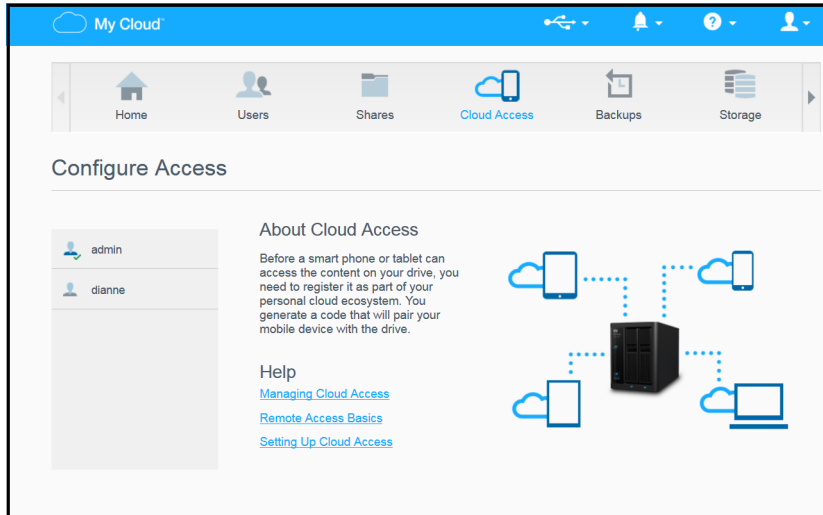 My Cloud™
Home
Users
Shares
Cloud Access
Backups
Storage
Configure Access
admin
dianne
About Cloud Access
Before a smart phone or tablet can
access the content on your drive, you
need to register it as part of your
personal cloud ecosystem. You
generate a code that will pair your
mobile device with the drive.
Help
Managing Cloud Access
Remote Access Basics
Setting Up Cloud Access